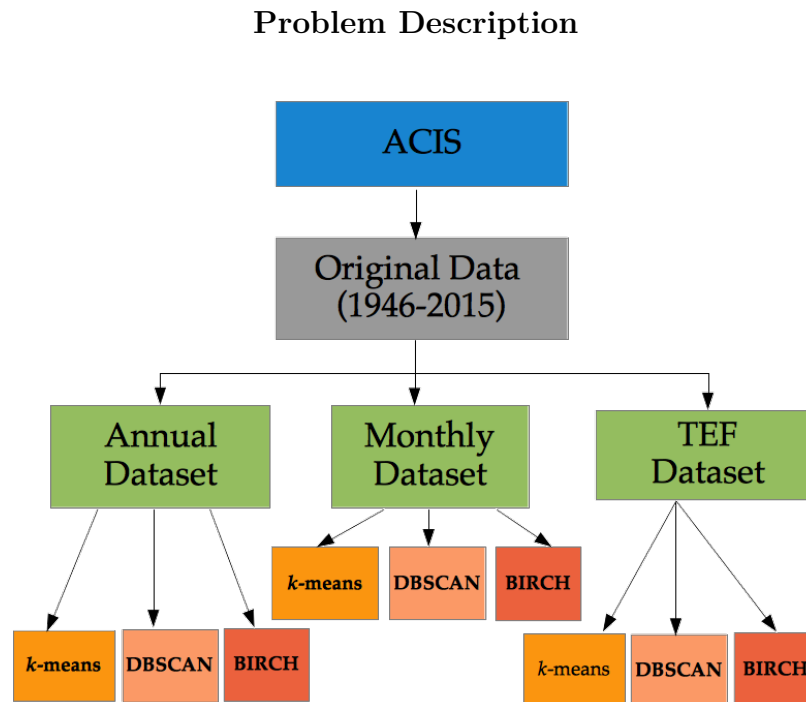 Problem Description
ACIS
Original Data
(1946-2015)
Annual
Dataset
Monthly
Dataset
TEF
Dataset
k-means
DBSCAN
BIRCH
k-means
DBSCAN
BIRCH
k-means
DBSCAN
BIRCH